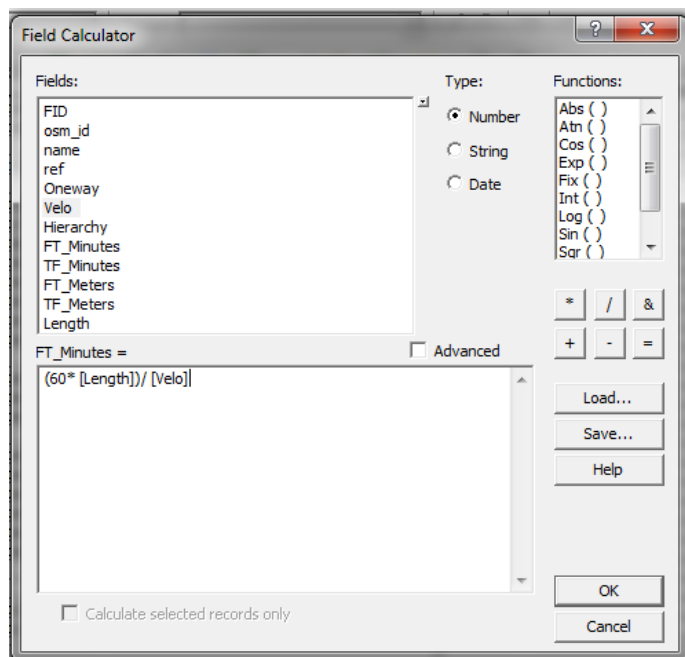 Field Calculator
?
X
Fields:
Type:
Functions:
FID
osm_id
name
ref
Oneway
Velo
Hierarchy
FT_Minutes
TF_Minutes
FT_Meters
TF_Meters
Length
Number
String
Date
Abs ( )
Atn ( )
Cos ( )
Exp ( )
Fix ( )
Int ( )
Log ( )
Sin ( )
Sqr ( )
* / &
+ - =
FT_Minutes =
Advanced
(60* [Length])/ [Velo]
Load...
Save...
Help
Calculate selected records only
OK
Cancel